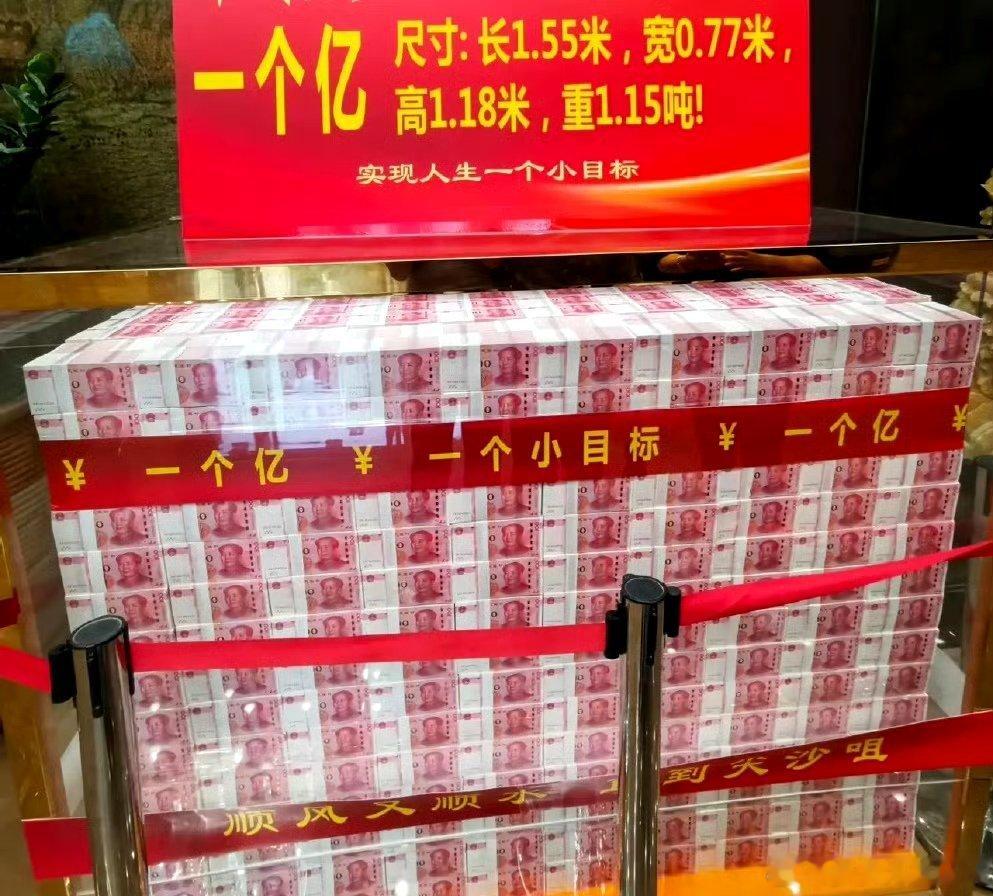 一个亿
尺寸: 长1.55米，宽0.77米，
高1.18米，重1.15吨!
实现人生一个小目标
¥ 一个亿 ¥ 一个小目标 ¥ 一个亿 ¥
顺风又顺水 到尖沙咀